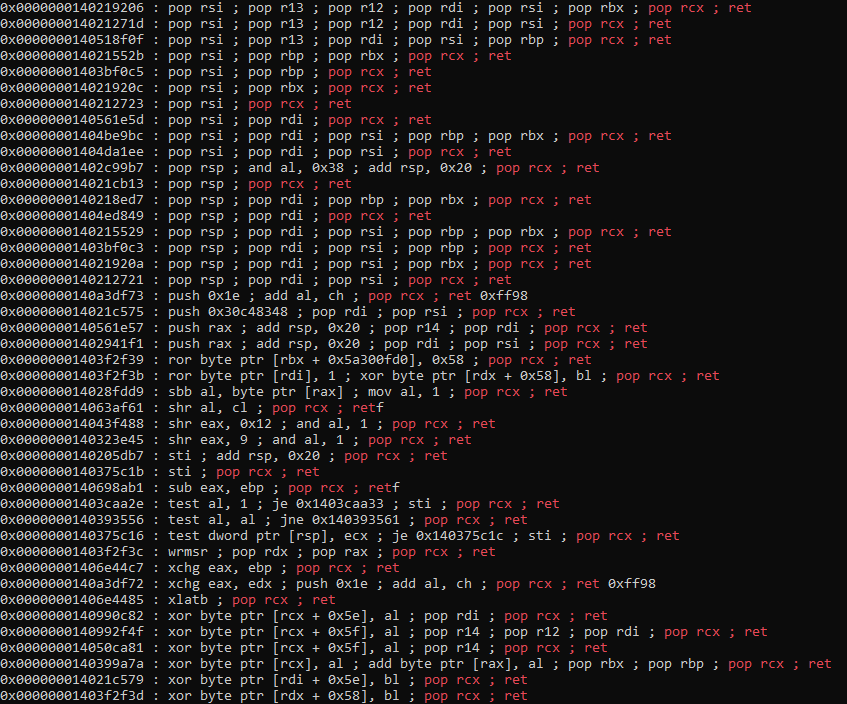 0x0000000140219206 : pop rsi ; pop r13 ; pop r12 ; pop rdi ; pop rsi ; pop rbx ; pop rcx ; ret
0x000000014021271d : pop rsi ; pop r13 ; pop r12 ; pop rdi ; pop rsi ; pop rcx ; ret
0x0000000140518f0f : pop rsi ; pop r13 ; pop rdi ; pop rsi ; pop rbp ; pop rcx ; ret
0x000000014021552b : pop rsi ; pop rbp ; pop rbx ; pop rcx ; ret
0x00000001403bf0c5 : pop rsi ; pop rbp ; pop rcx ; ret
0x000000014021920c : pop rsi ; pop rbx ; pop rcx ; ret
0x0000000140212723 : pop rsi ; pop rcx ; ret
0x0000000140561e5d : pop rsi ; pop rdi ; pop rcx ; ret
0x00000001404be9bc : pop rsi ; pop rdi ; pop rsi ; pop rbp ; pop rbx ; pop rcx ; ret
0x00000001404da1ee : pop rsi ; pop rdi ; pop rsi ; pop rcx ; ret
0x00000001402c99b7 : pop rsp ; and al, 0x38 ; add rsp, 0x20 ; pop rcx ; ret
0x000000014021cb13 : pop rsp ; pop rcx ; ret
0x0000000140218ed7 : pop rsp ; pop rdi ; pop rbp ; pop rbx ; pop rcx ; ret
0x00000001404ed849 : pop rsp ; pop rdi ; pop rcx ; ret
0x0000000140215529 : pop rsp ; pop rdi ; pop rsi ; pop rbp ; pop rbx ; pop rcx ; ret
0x00000001403bf0c3 : pop rsp ; pop rdi ; pop rsi ; pop rbp ; pop rcx ; ret
0x000000014021920a : pop rsp ; pop rdi ; pop rsi ; pop rbx ; pop rcx ; ret
0x0000000140212721 : pop rsp ; pop rdi ; pop rsi ; pop rcx ; ret
0x0000000140a3df73 : push 0x1e ; add al, ch ; pop rcx ; ret 0xff98
0x000000014021c575 : push 0x30c48348 ; pop rdi ; pop rsi ; pop rcx ; ret
0x0000000140561e57 : push rax ; add rsp, 0x20 ; pop r14 ; pop rdi ; pop rcx ; ret
0x00000001402941f1 : push rax ; add rsp, 0x20 ; pop rdi ; pop rsi ; pop rcx ; ret
0x00000001403f2f39 : ror byte ptr [rbx + 0x5a300fd0], 0x58 ; pop rcx ; ret
0x00000001403f2f3b : ror byte ptr [rdi], 1 ; xor byte ptr [rdx + 0x58], bl ; pop rcx ; ret
0x000000014028fdd9 : sbb al, byte ptr [rax] ; mov al, 1 ; pop rcx ; ret
0x000000014063af61 : shr al, cl ; pop rcx ; retf
0x000000014043f488 : shr eax, 0x12 ; and al, 1 ; pop rcx ; ret
0x0000000140323e45 : shr eax, 9 ; and al, 1 ; pop rcx ; ret
0x0000000140205db7 : sti ; add rsp, 0x20 ; pop rcx ; ret
0x0000000140375c1b : sti ; pop rcx ; ret
0x0000000140698ab1 : sub eax, ebp ; pop rcx ; retf
0x00000001403caa2e : test al, 1 ; je 0x1403caa33 ; sti ; pop rcx ; ret
0x0000000140393556 : test al, al ; jne 0x140393561 ; pop rcx ; ret
0x0000000140375c16 : test dword ptr [rsp], ecx ; je 0x140375c1c ; sti ; pop rcx ; ret
0x00000001403f2f3c : wrmsr ; pop rdx ; pop rax ; pop rcx ; ret
0x00000001406e44c7 : xchg eax, ebp ; pop rcx ; ret
0x0000000140a3df72 : xchg eax, edx ; push 0x1e ; add al, ch ; pop rcx ; ret 0xff98
0x00000001406e4485 : xlatb ; pop rcx ; ret
0x0000000140990c82 : xor byte ptr [rcx + 0x5e], al ; pop rdi ; pop rcx ; ret
0x0000000140992f4f : xor byte ptr [rcx + 0x5f], al ; pop r14 ; pop r12 ; pop rdi ; pop rcx ; ret
0x000000014050ca81 : xor byte ptr [rcx + 0x5f], al ; pop r14 ; pop rcx ; ret
0x0000000140399a7a : xor byte ptr [rcx], al ; add byte ptr [rax], al ; pop rbx ; pop rbp ; pop rcx ; ret
0x000000014021c579 : xor byte ptr [rdi + 0x5e], bl ; pop rcx ; ret
0x00000001403f2f3d : xor byte ptr [rdx + 0x58], bl ; pop rcx ; ret